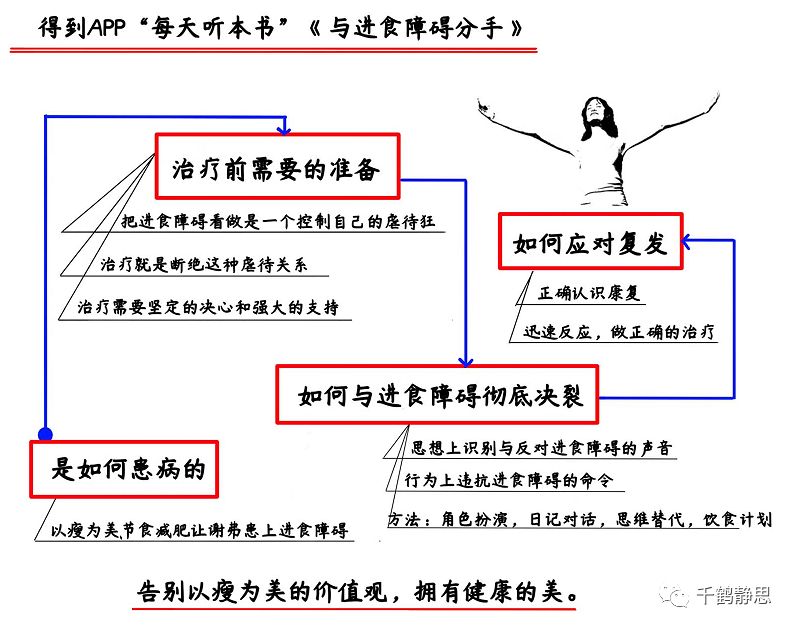 得到APP“每天听本书”《与进食障碍分手》
治疗前需要的准备
把进食障碍看做是一个控制自己的虐待狂
治疗就是断绝这种虐待关系
治疗需要坚定的决心和强大的支持
如何应对复发
正确认识康复
迅速反应，做正确的治疗
如何与进食障碍彻底决裂
思想上识别与反对进食障碍的声音
行为上违抗进食障碍的命令
方法：角色扮演，日记对话，思维替代，饮食计划
是如何患病的
以瘦为美节食减肥让谢弗患上进食障碍
告别以瘦为美的价值观，拥有健康的美。
千鹤静思